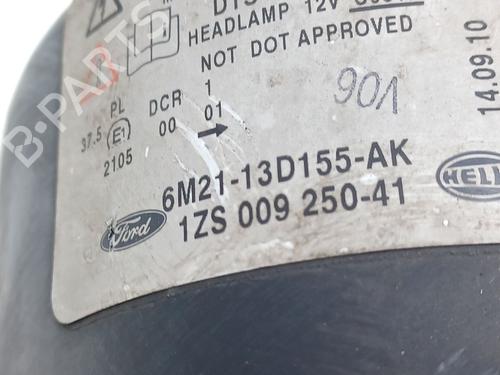 HEADLAMP 12V
NOT DOT APPROVED
B-PARTS
901
14.09.10
PL DCR 1
37.5 E1 00 01
2105
6M21-13D155-AK
Ford 1ZS 009 250-41